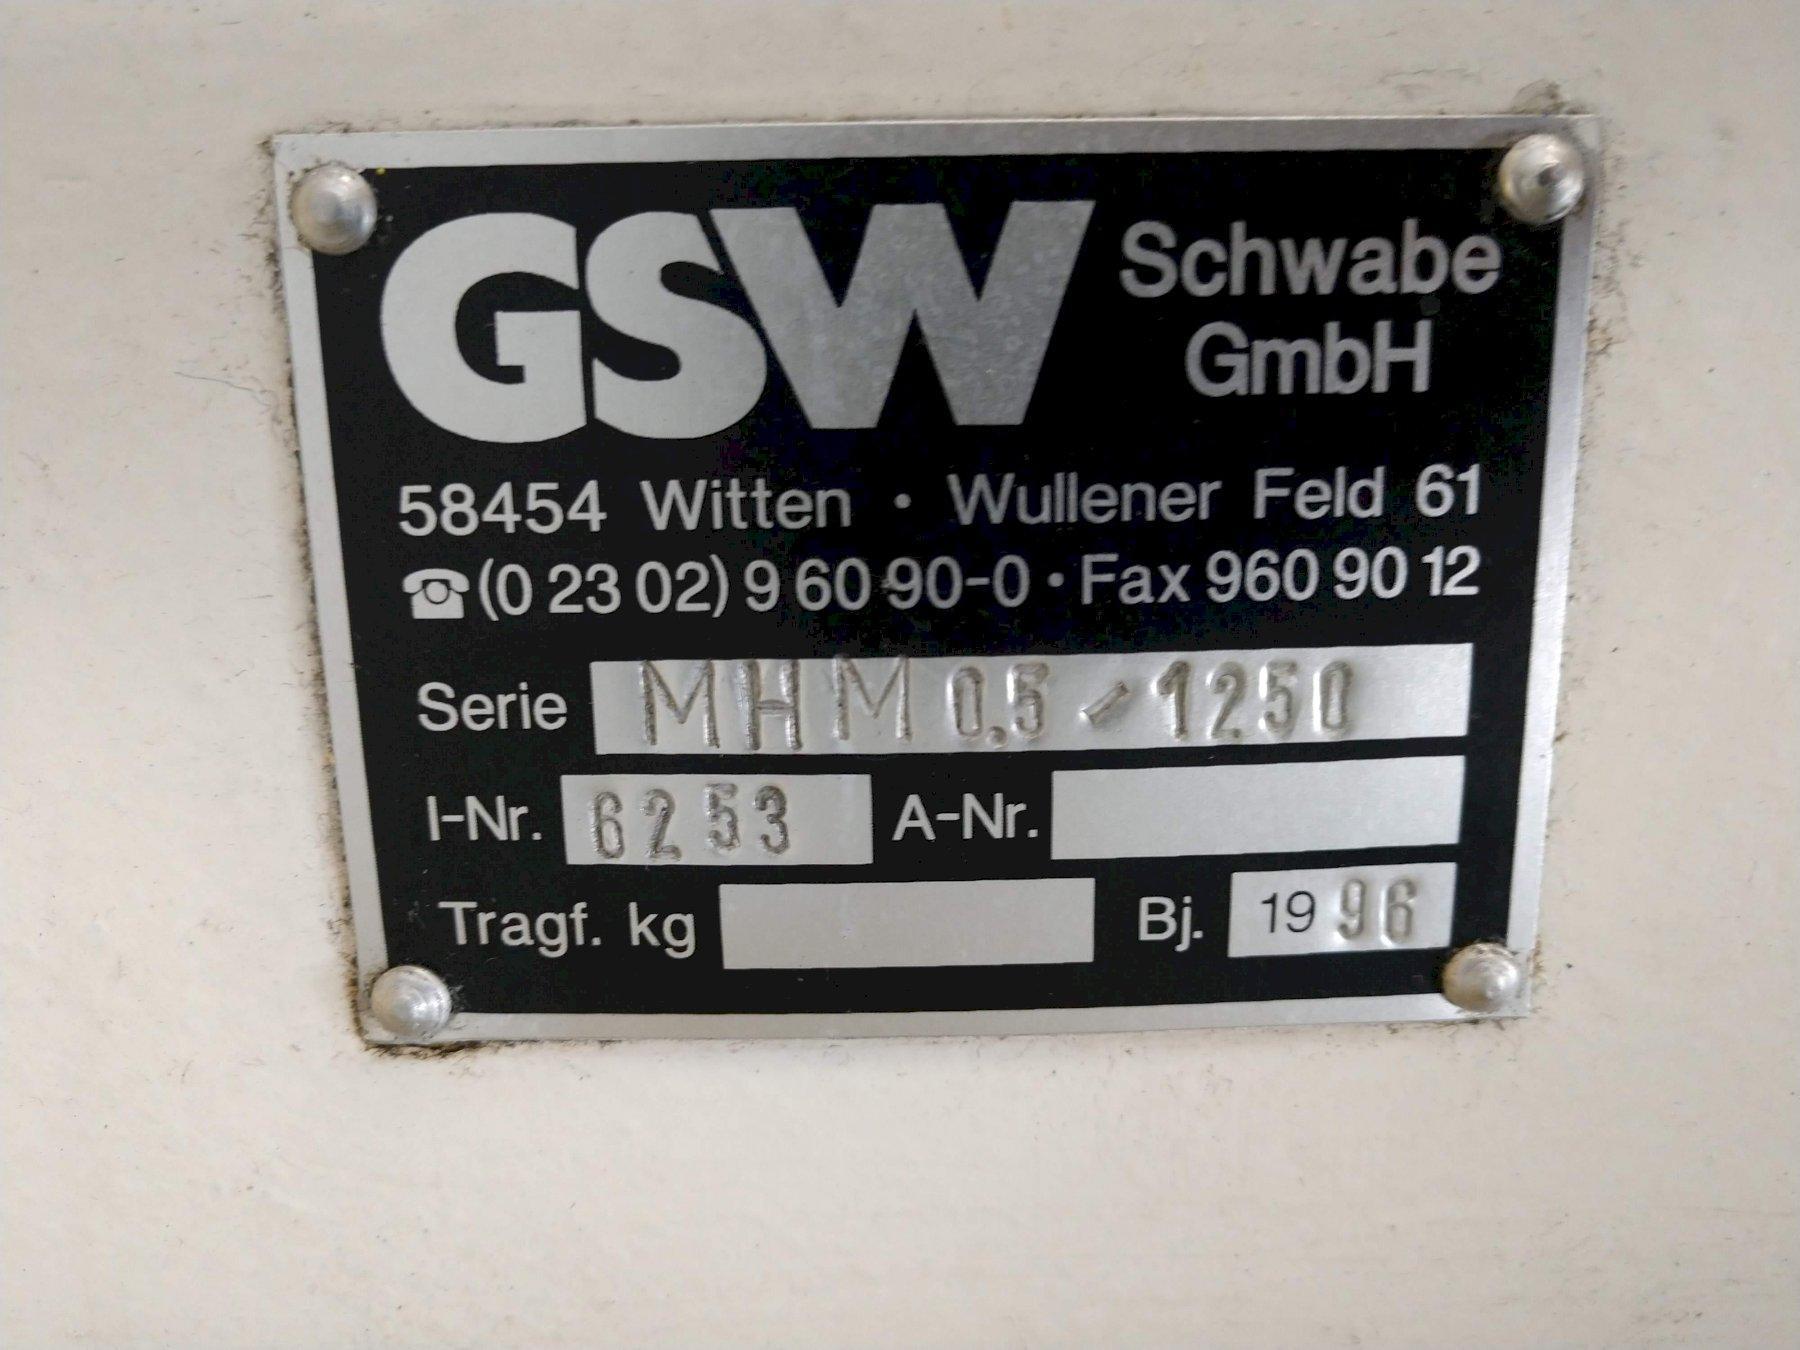 GSW Schwabe GmbH
58454 Witten · Wullener Feld 61
☎ (0 23 02) 9 60 90-0 · Fax 960 90 12
Serie MHM 0.5 / 1250
I-Nr. 6253 A-Nr.
Tragf. kg Bj. 1996